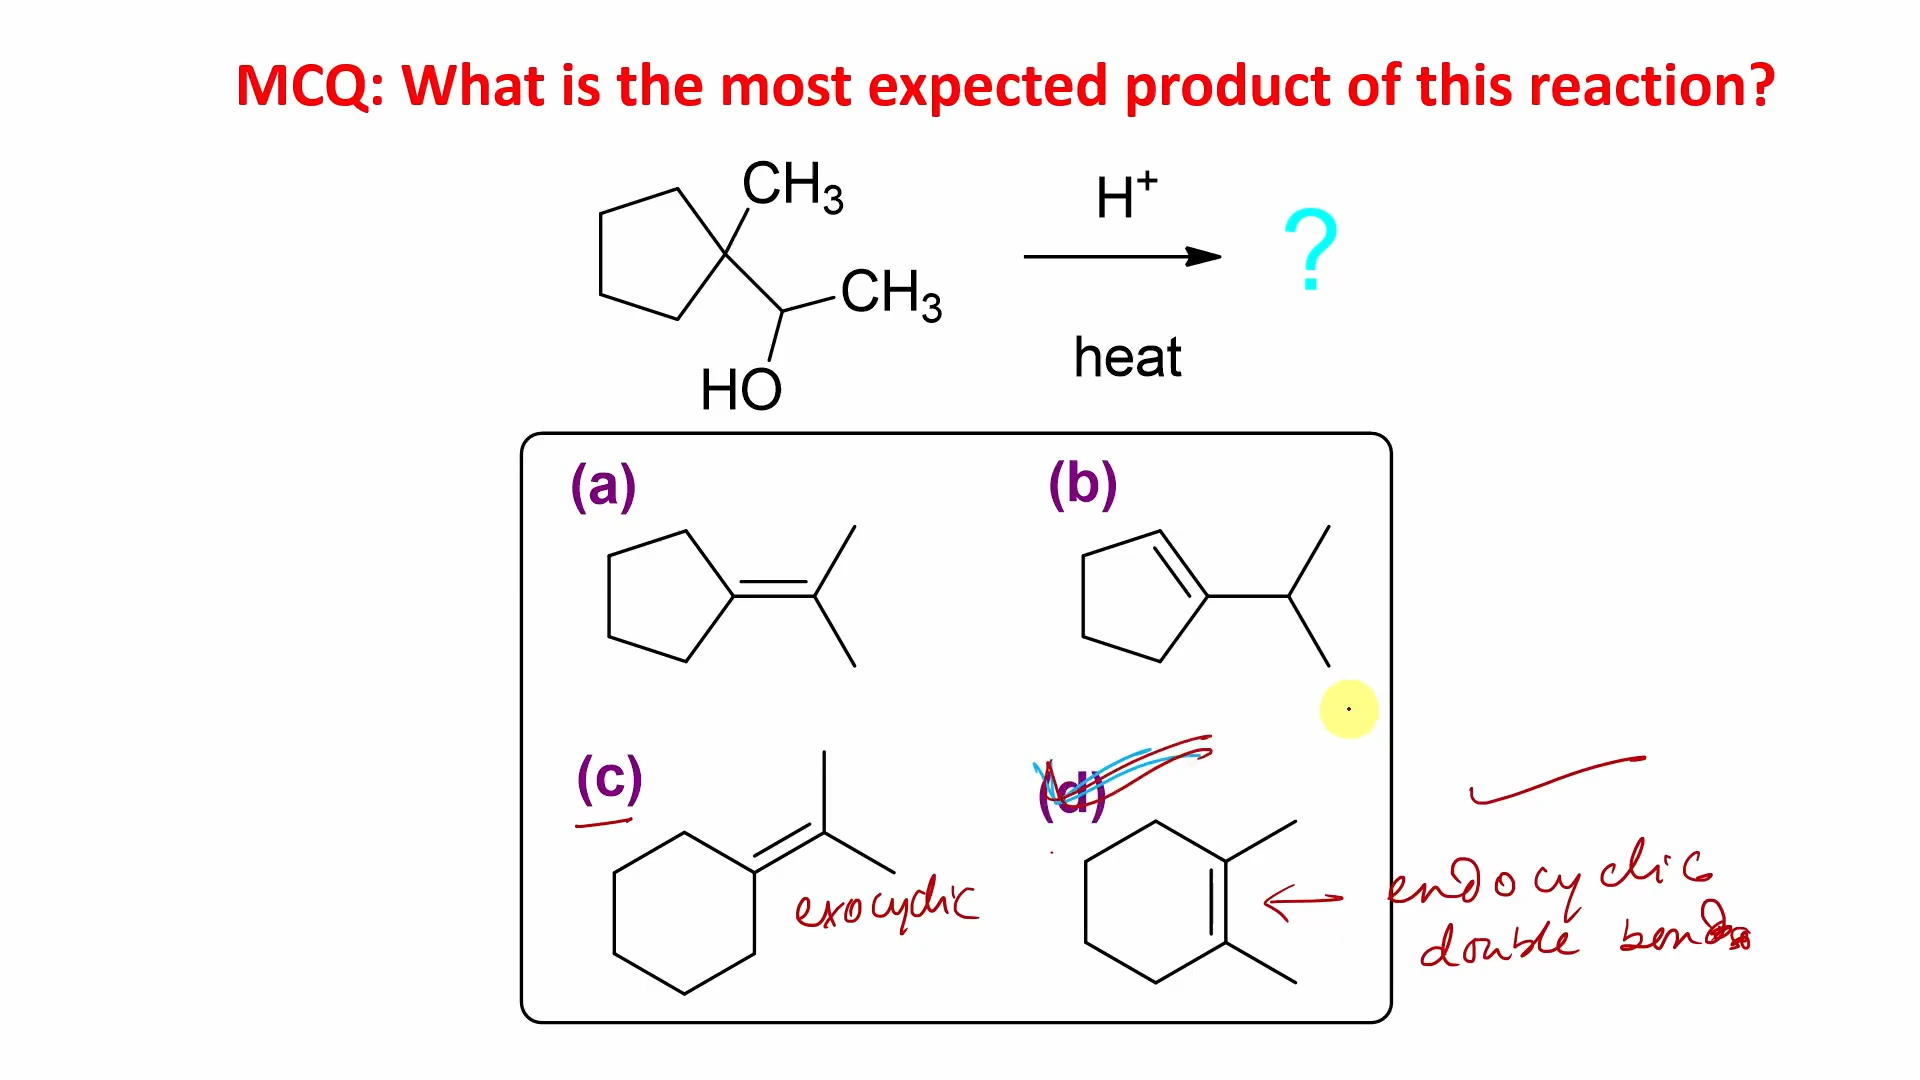 MCQ: What is the most expected product of this reaction?
CH3
H+
?
CH3
heat
HO
(a)
(b)
(c)
(d)
exocyclic
endocyclic
double bond